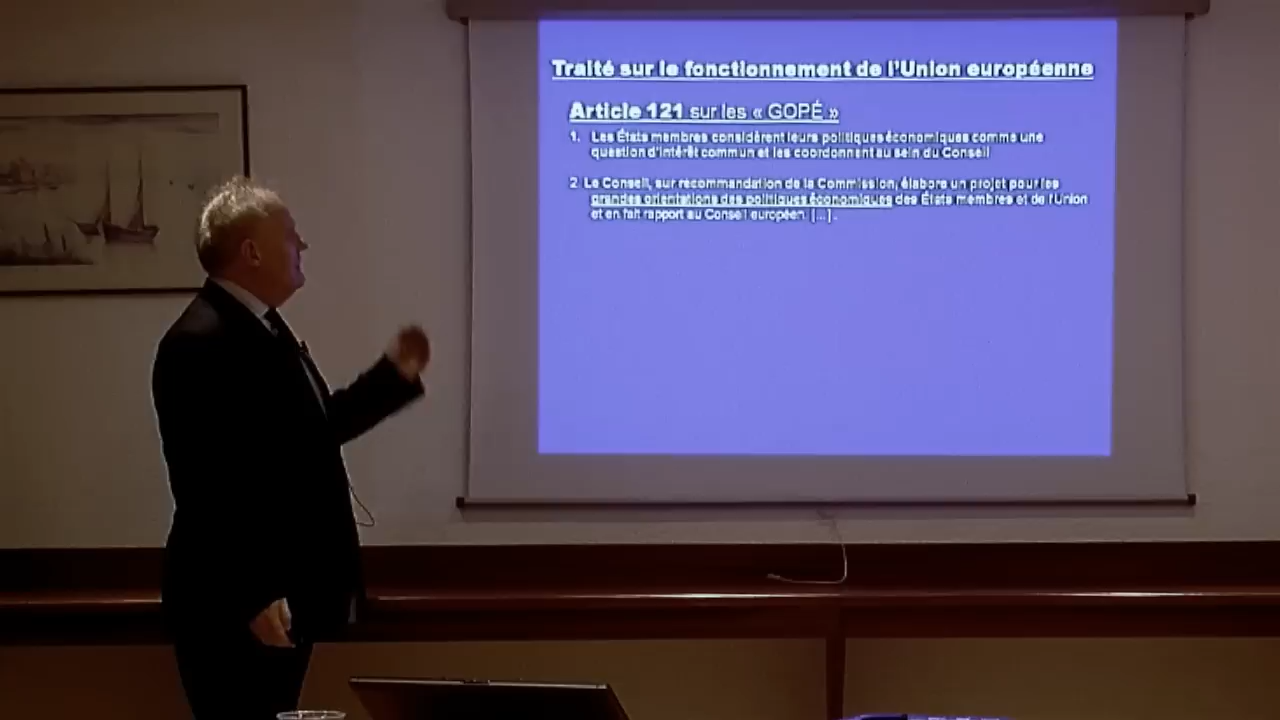 Traité sur le fonctionnement de l'Union européenne
Article 121 sur les « GOPÉ »
1. Les États membres considèrent leurs politiques économiques comme une
question d'intérêt commun et les coordonnent au sein du Conseil
2 Le Conseil, sur recommandation de la Commission, élabore un projet pour les
grandes orientations des politiques économiques des États membres et de l'Union
et en fait rapport au Conseil européen [...].